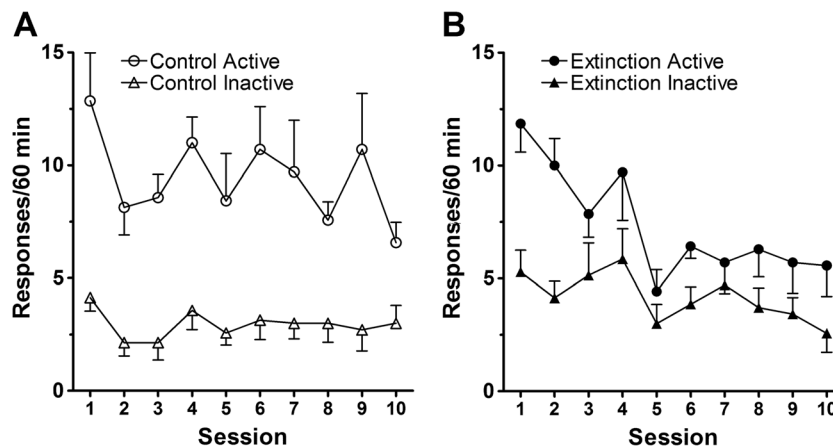 A
Control Active
Control Inactive
Responses/60 min
15
10
5
0
1 2 3 4 5 6 7 8 9 10
Session
B
Extinction Active
Extinction Inactive
Responses/60 min
15
10
5
0
1 2 3 4 5 6 7 8 9 10
Session